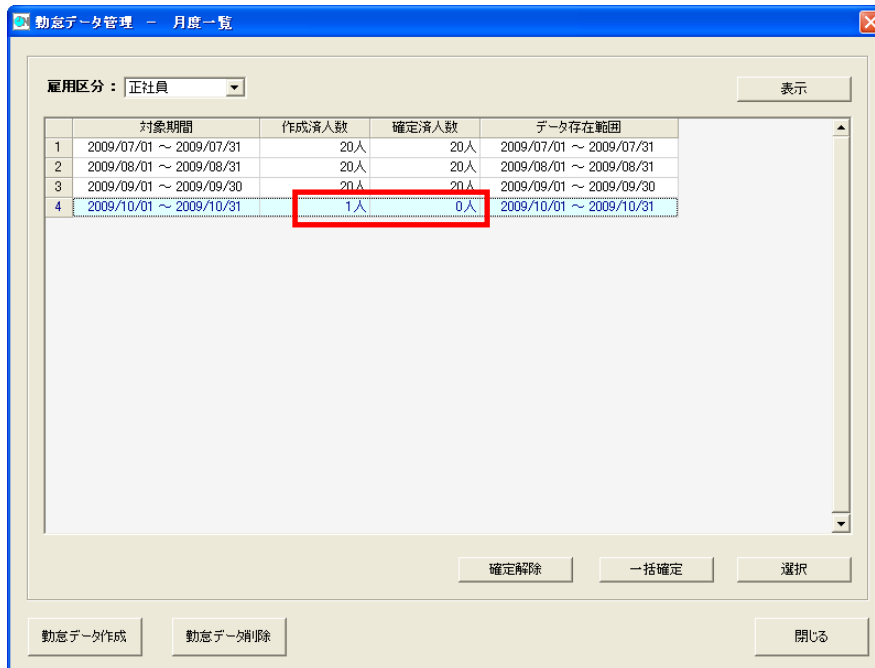 勤怠データ管理 － 月度一覧
雇用区分： 正社員 表示
対象期間 作成済人数 確定済人数 データ存在範囲
1 2009/07/01 ～ 2009/07/31 20人 20人 2009/07/01 ～ 2009/07/31
2 2009/08/01 ～ 2009/08/31 20人 20人 2009/08/01 ～ 2009/08/31
3 2009/09/01 ～ 2009/09/30 20人 20人 2009/09/01 ～ 2009/09/30
4 2009/10/01 ～ 2009/10/31 1人 0人 2009/10/01 ～ 2009/10/31
確定解除 一括確定 選択
勤怠データ作成 勤怠データ削除 閉じる